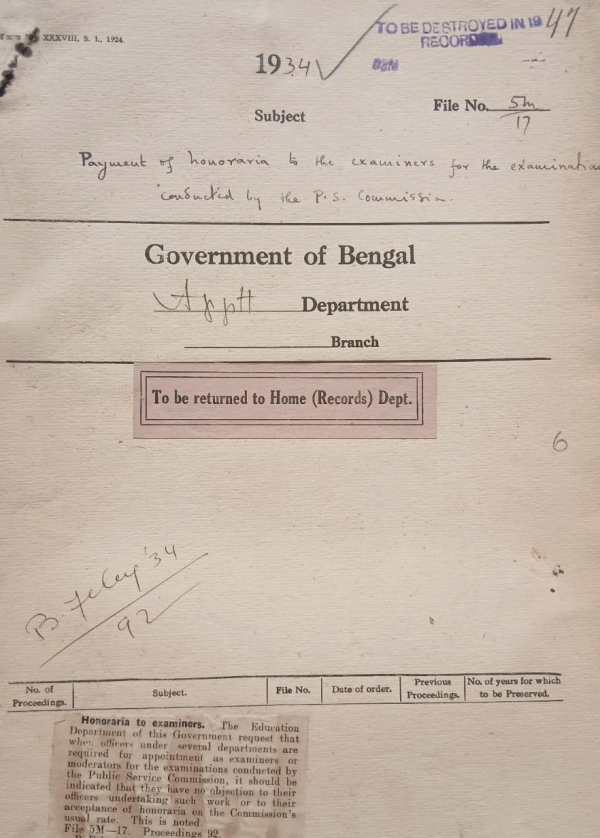 XXXVIII, S. I., 1924.
TO BE DESTROYED IN 1947
RECORD
1934
File No. 5M/17
Subject
Payment of honoraria to the examiners for the examination
conducted by the P. S. Commission.
Government of Bengal
Apptt Department
Branch
To be returned to Home (Records) Dept.
6
B. Feby '34
92
No. of Proceedings. Subject. File No. Date of order. Previous Proceedings. No. of years for which to be Preserved.
Honoraria to examiners. The Education
Department of this Government request that
when officers under several departments are
required for appointment as examiners or
moderators for the examinations conducted by
the Public Service Commission, it should be
indicated that they have no objection to their
officers undertaking such work or to their
acceptance of honoraria on the Commission's
usual rate. This is noted.
File 5M—17. Proceedings 92.